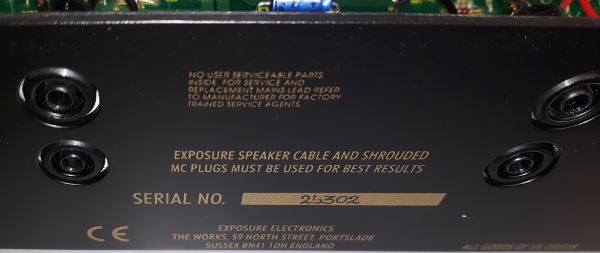 NO USER SERVICEABLE PARTS
INSIDE. FOR SERVICE AND
REPLACEMENT MAINS LEAD REFER
TO MANUFACTURER FOR FACTORY
TRAINED SERVICE AGENTS.
EXPOSURE SPEAKER CABLE AND SHROUDED
MC PLUGS MUST BE USED FOR BEST RESULTS
SERIAL NO. 25302
CE
EXPOSURE ELECTRONICS
THE WORKS, 59 NORTH STREET, PORTSLADE
SUSSEX BN41 1DH ENGLAND
ALL GOODS OF UK ORIGIN